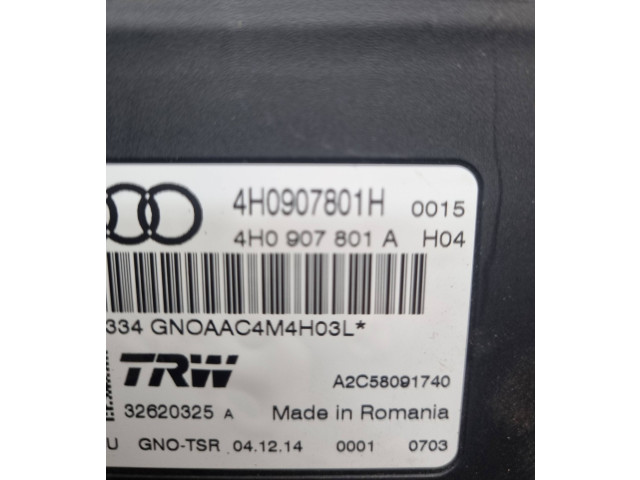 4H0907801H 0015
4H0 907 801 A H04
334 GNOAAC4M4H03L*
TRW A2C58091740
32620325 A Made in Romania
U GNO-TSR 04.12.14 0001 0703